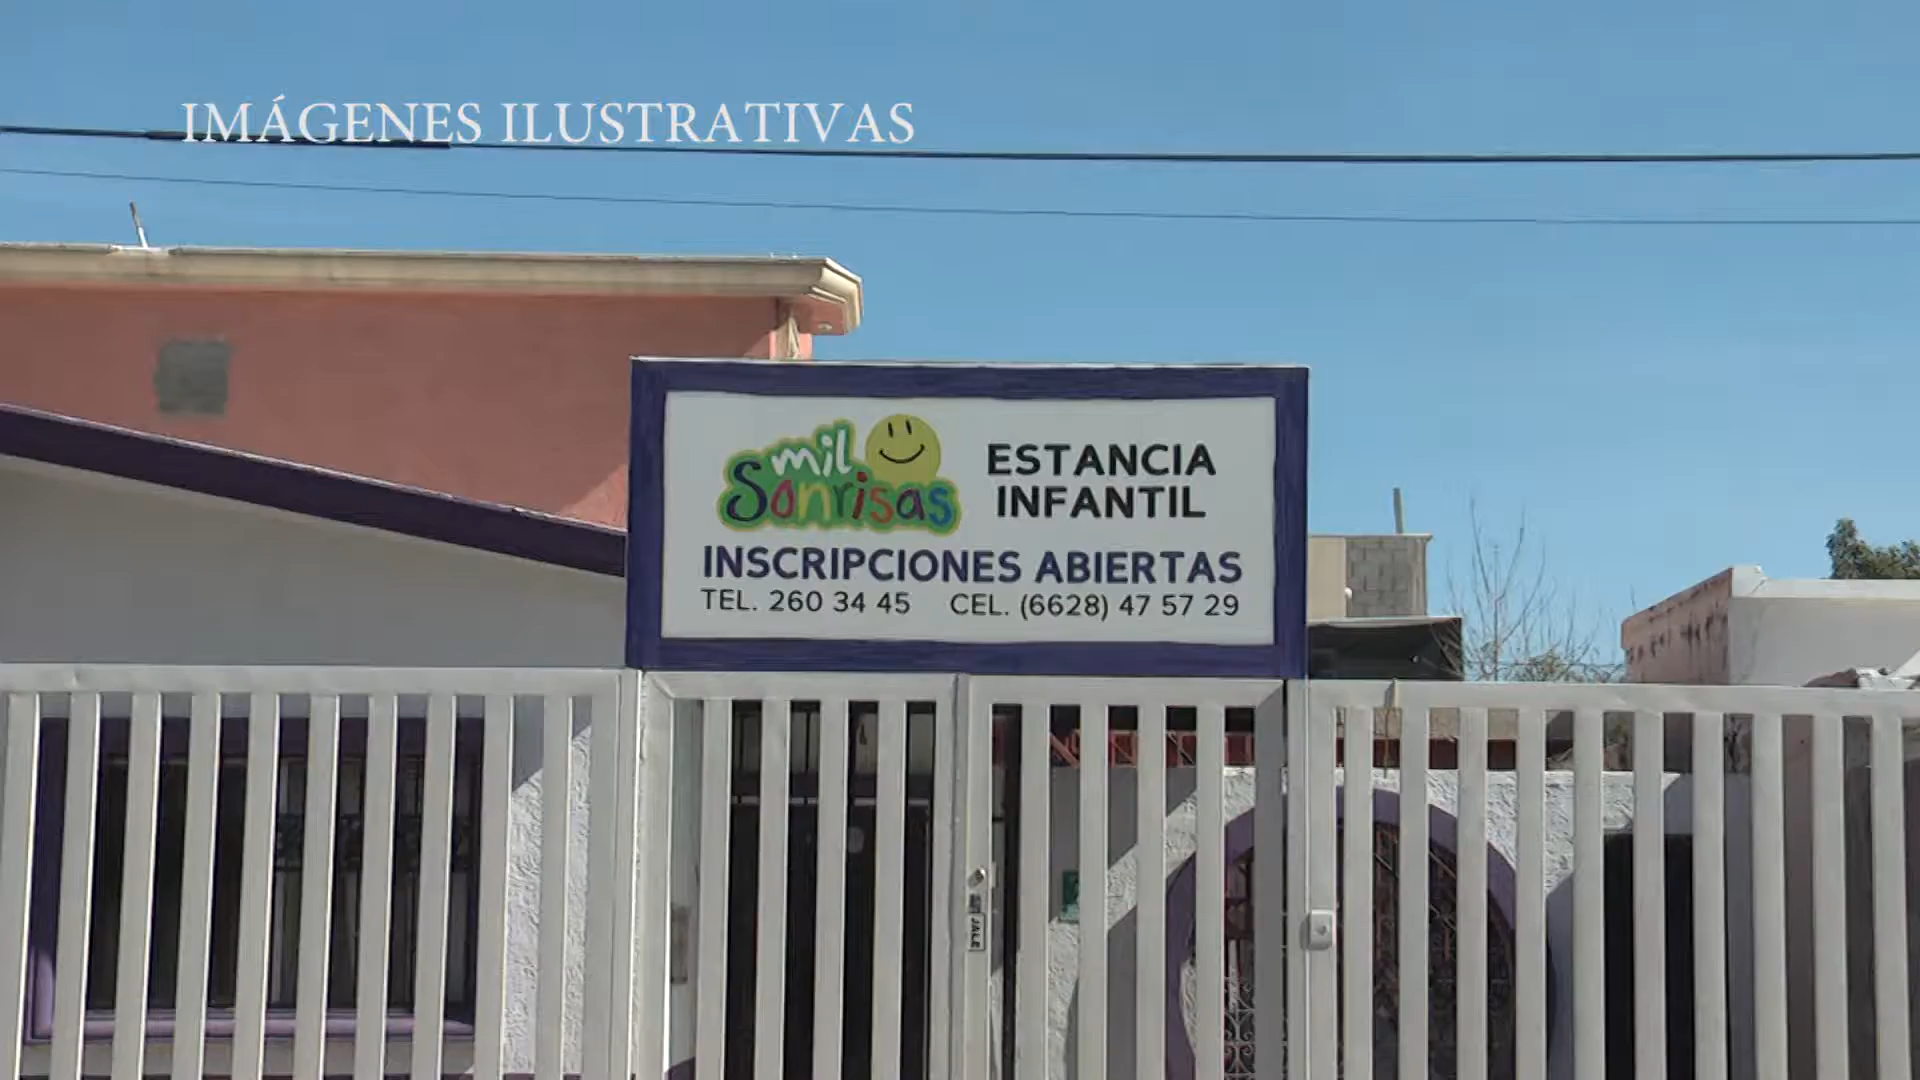 IMÁGENES ILUSTRATIVAS
mil
Sonrisas
ESTANCIA
INFANTIL
INSCRIPCIONES ABIERTAS
TEL. 260 34 45 CEL. (6628) 47 57 29
JALE